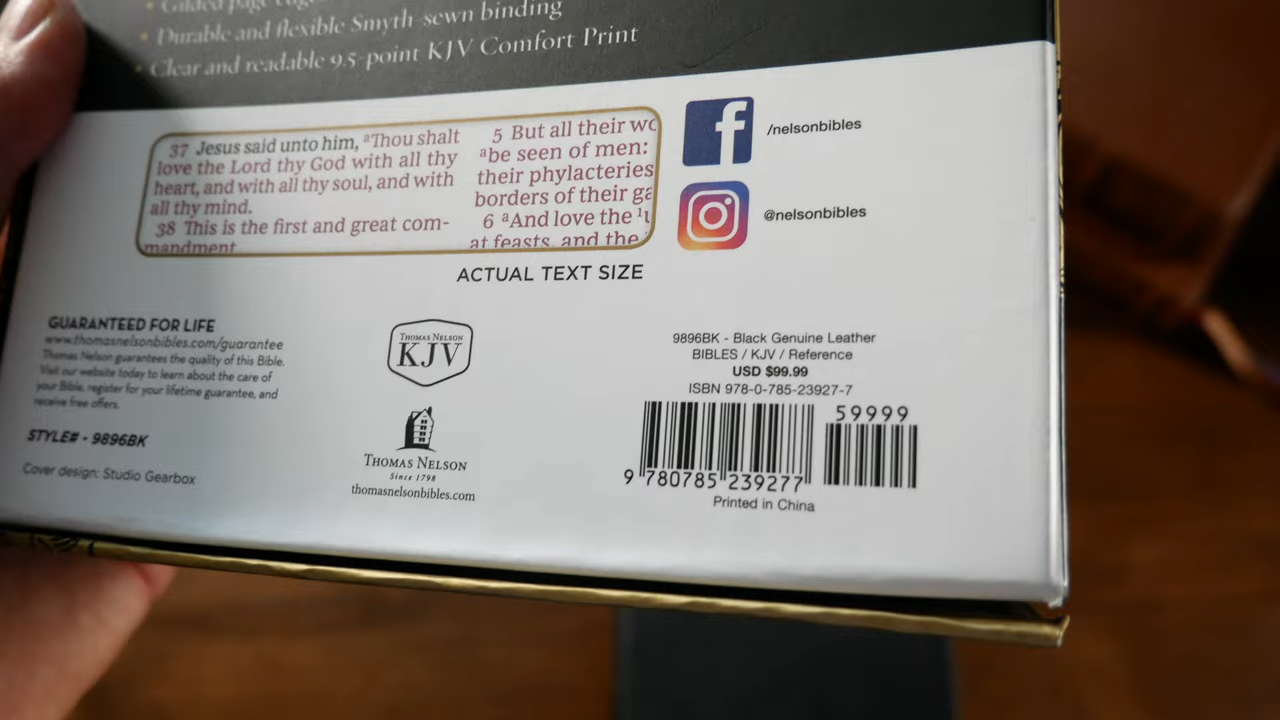 • Gilded page edges
• Durable and flexible Smyth-sewn binding
• Clear and readable 9.5-point KJV Comfort Print
37 Jesus said unto him, ᵃThou shalt
love the Lord thy God with all thy
heart, and with all thy soul, and with
all thy mind.
38 This is the first and great com-
mandment
5 But all their wo
ᵃbe seen of men:
their phylacteries
borders of their ga
6 ᵃAnd love the ¹u
at feasts, and the
/nelsonbibles
@nelsonbibles
ACTUAL TEXT SIZE
GUARANTEED FOR LIFE
www.thomasnelsonbibles.com/guarantee
Thomas Nelson guarantees the quality of this Bible.
Visit our website today to learn about the care of
your Bible, register for your lifetime guarantee, and
receive free offers.
STYLE# - 9896BK
Cover design: Studio Gearbox
THOMAS NELSON
KJV
THOMAS NELSON
Since 1798
thomasnelsonbibles.com
9896BK - Black Genuine Leather
BIBLES / KJV / Reference
USD $99.99
ISBN 978-0-785-23927-7
59999
9 780785 239277
Printed in China